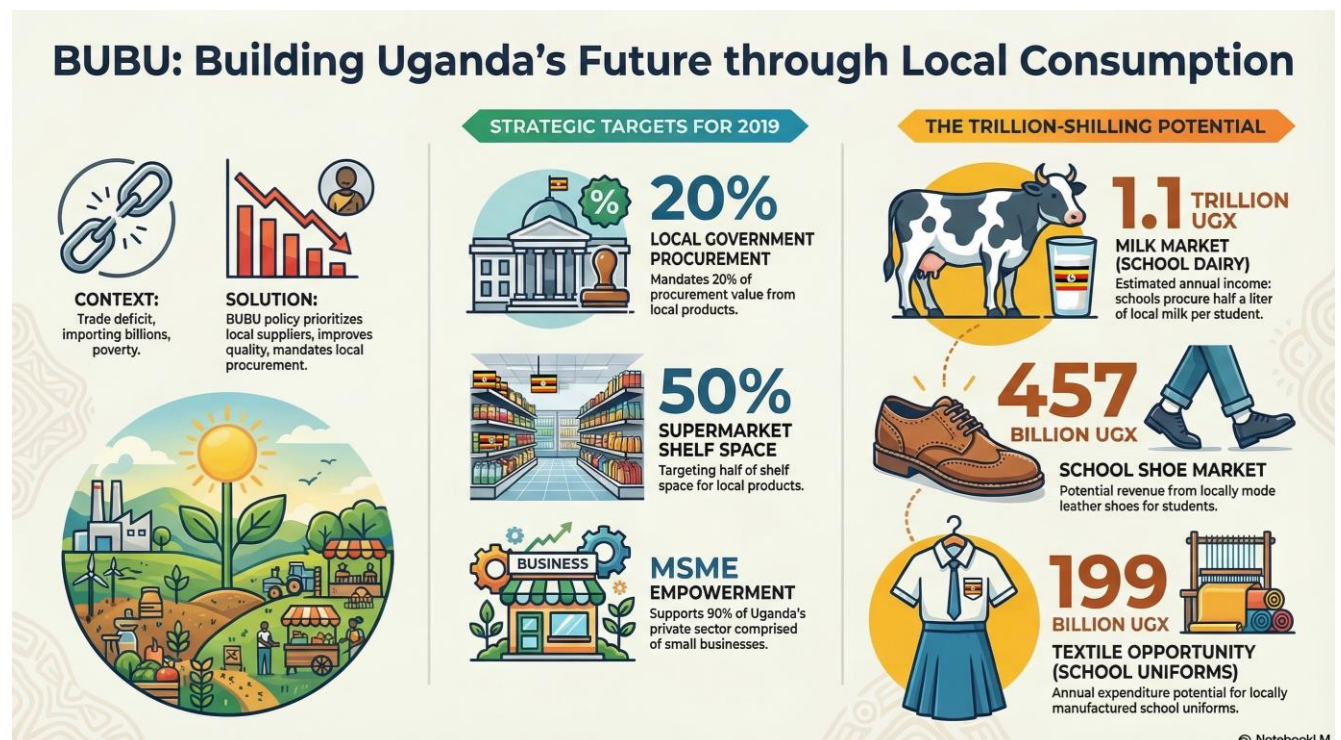 BUBU: Building Uganda's Future through Local Consumption
CONTEXT:
Trade deficit,
importing billions,
poverty.
SOLUTION:
BUBU policy prioritizes
local suppliers, improves
quality, mandates local
procurement.
STRATEGIC TARGETS FOR 2019
%
20%
LOCAL GOVERNMENT
PROCUREMENT
Mandates 20% of
procurement value from
local products.
50%
SUPERMARKET
SHELF SPACE
Targeting half of shelf
space for local products.
BUSINESS
MSME
EMPOWERMENT
Supports 90% of Uganda's
private sector comprised
of small businesses.
THE TRILLION-SHILLING POTENTIAL
1.1 TRILLION
UGX
MILK MARKET
(SCHOOL DAIRY)
Estimated annual income:
schools procure half a liter
of local milk per student.
457
BILLION UGX
SCHOOL SHOE MARKET
Potential revenue from locally mode
leather shoes for students.
199
BILLION UGX
TEXTILE OPPORTUNITY
(SCHOOL UNIFORMS)
Annual expenditure potential for locally
manufactured school uniforms.
NotebookLM